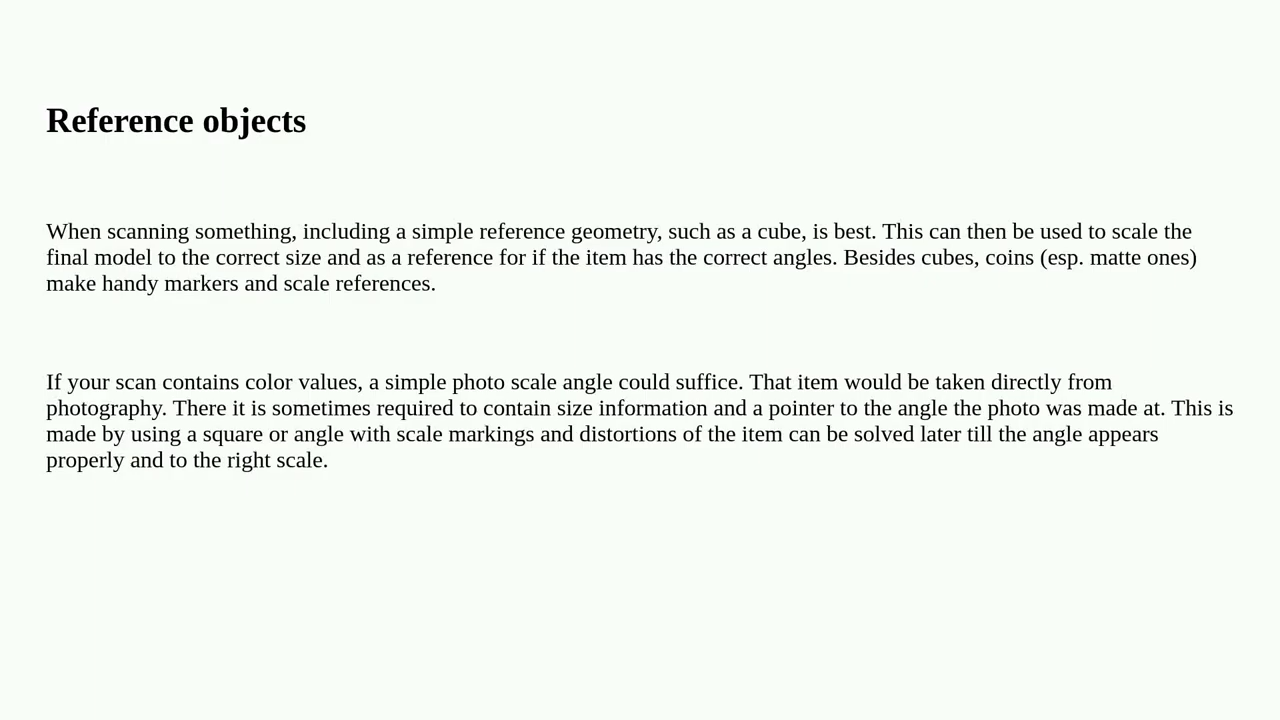 Reference objects
When scanning something, including a simple reference geometry, such as a cube, is best. This can then be used to scale the
final model to the correct size and as a reference for if the item has the correct angles. Besides cubes, coins (esp. matte ones)
make handy markers and scale references.
If your scan contains color values, a simple photo scale angle could suffice. That item would be taken directly from
photography. There it is sometimes required to contain size information and a pointer to the angle the photo was made at. This is
made by using a square or angle with scale markings and distortions of the item can be solved later till the angle appears
properly and to the right scale.